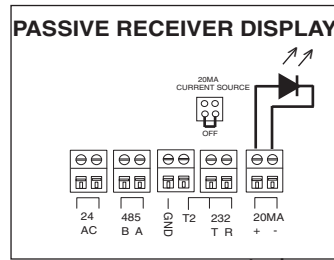 PASSIVE RECEIVER DISPLAY
20MA
CURRENT SOURCE
OFF
24
AC
485
B A
GND
T2
232
T R
20MA
+ -